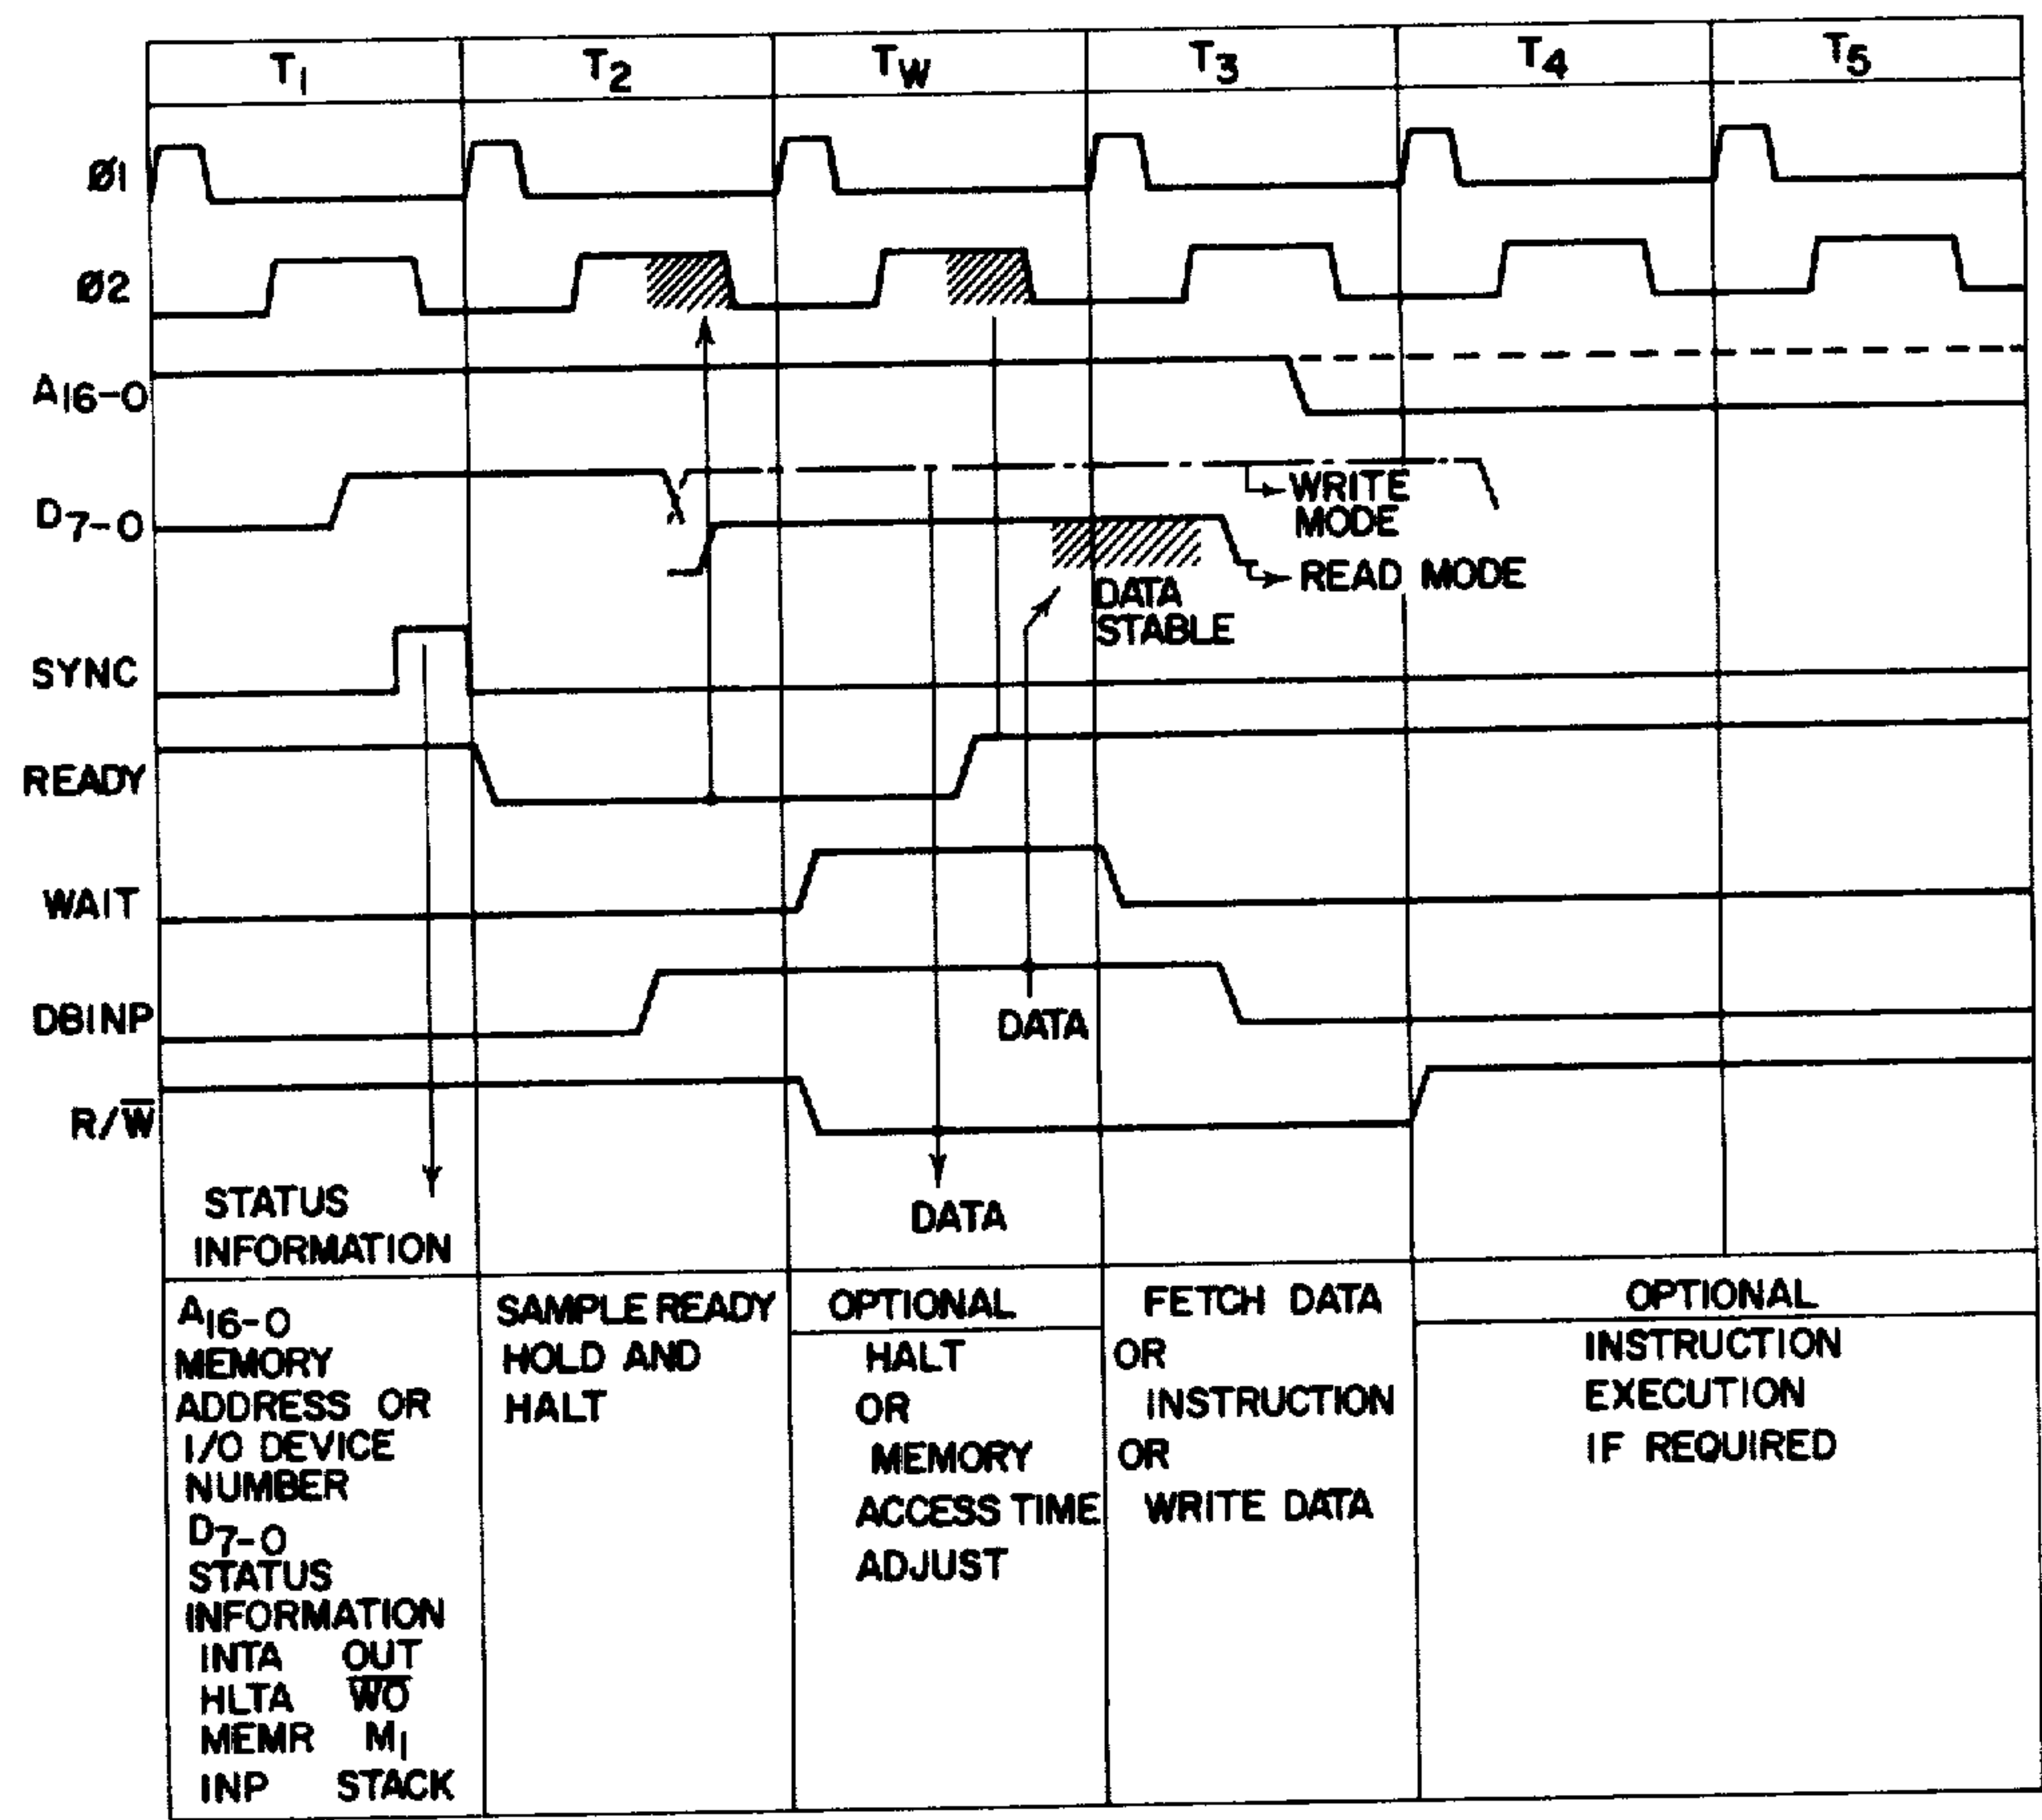 T1 T2 TW T3 T4 T5
Ø1
Ø2
A16-0
D7-0
WRITE
MODE
READ MODE
DATA
STABLE
SYNC
READY
WAIT
DBINP
DATA
R/W̅
STATUS
INFORMATION
DATA
A16-0
MEMORY
ADDRESS OR
I/O DEVICE
NUMBER
D7-0
STATUS
INFORMATION
INTA OUT
HLTA W̅O̅
MEMR M1
INP STACK
SAMPLE READY
HOLD AND
HALT
OPTIONAL
HALT
OR
MEMORY
ACCESS TIME
ADJUST
FETCH DATA
OR
INSTRUCTION
OR
WRITE DATA
OPTIONAL
INSTRUCTION
EXECUTION
IF REQUIRED